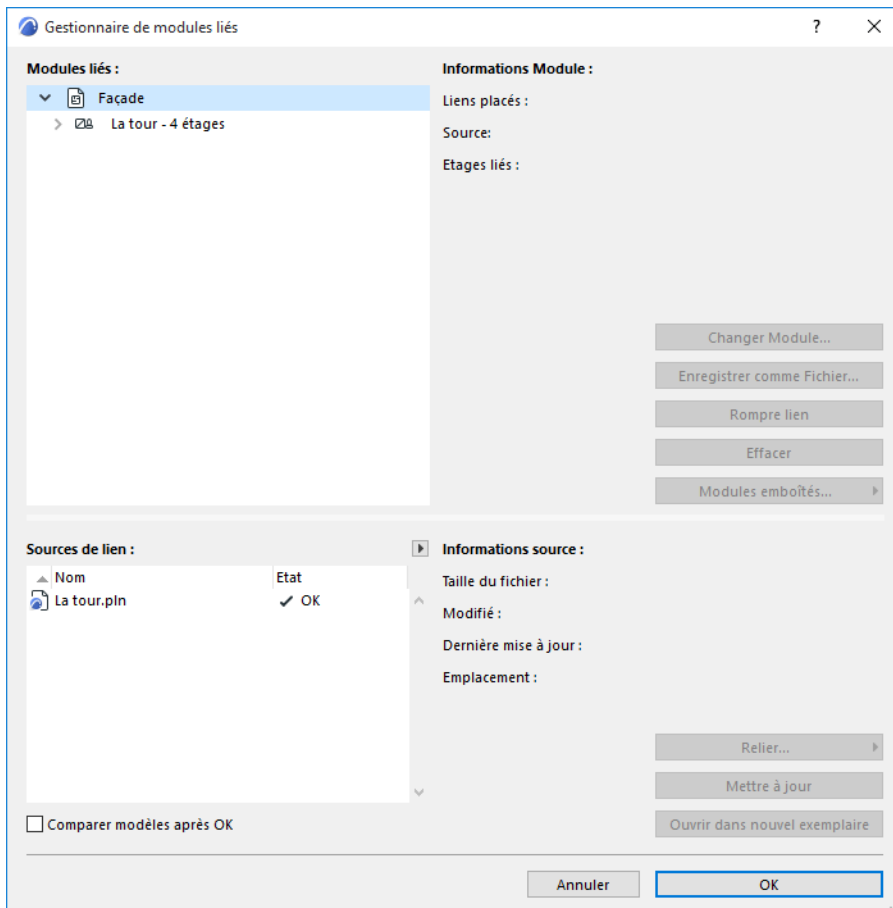 Gestionnaire de modules liés
?
Modules liés :
Façade
La tour - 4 étages
Informations Module :
Liens placés :
Source:
Etages liés :
Changer Module...
Enregistrer comme Fichier...
Rompre lien
Effacer
Modules emboîtés...
Sources de lien :
Nom Etat
La tour.pln OK
Comparer modèles après OK
Informations source :
Taille du fichier :
Modifié :
Dernière mise à jour :
Emplacement :
Relier...
Mettre à jour
Ouvrir dans nouvel exemplaire
Annuler OK